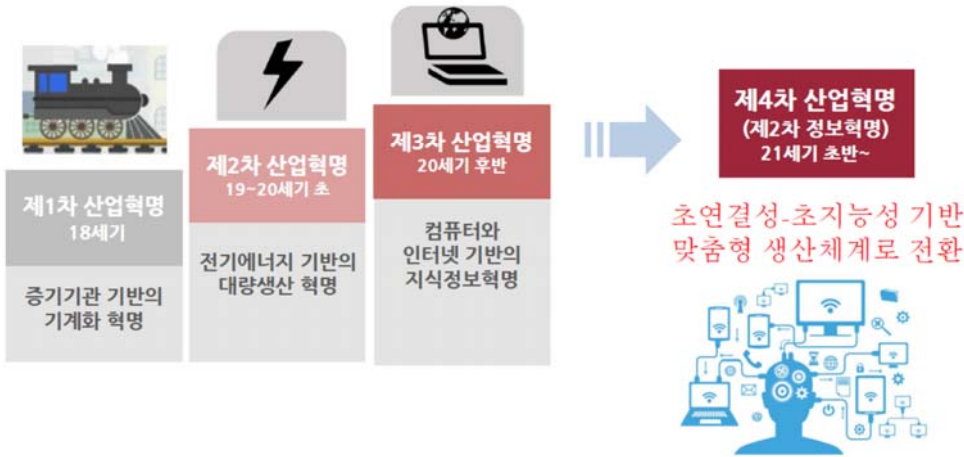 제1차 산업혁명
18세기
증기기관 기반의
기계화 혁명
제2차 산업혁명
19~20세기 초
전기에너지 기반의
대량생산 혁명
제3차 산업혁명
20세기 후반
컴퓨터와
인터넷 기반의
지식정보혁명
제4차 산업혁명
(제2차 정보혁명)
21세기 초반~
초연결성-초지능성 기반
맞춤형 생산체계로 전환